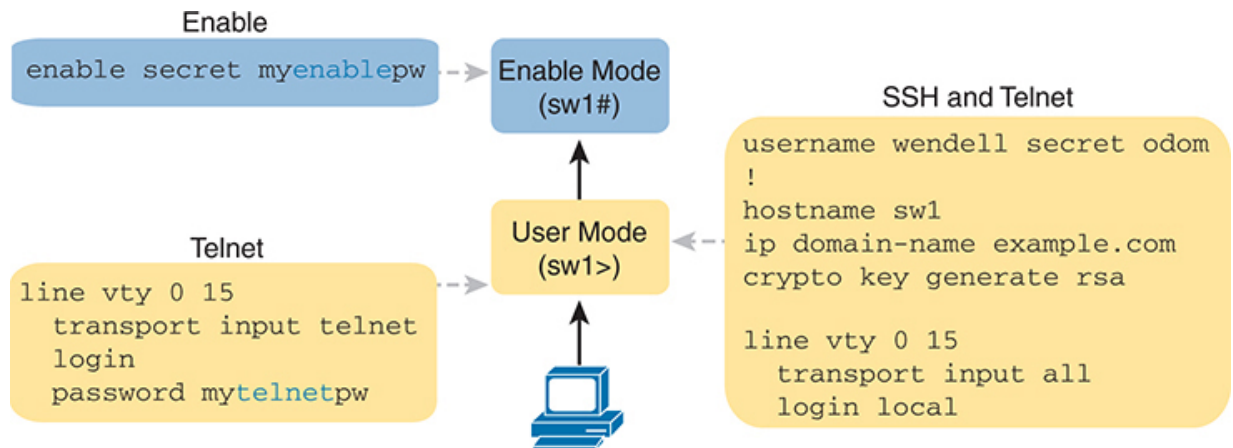 Enable
enable secret myenablepw
Enable Mode
(sw1#)
User Mode
(sw1>)
Telnet
line vty 0 15
transport input telnet
login
password mytelnetpw
SSH and Telnet
username wendell secret odom
!
hostname sw1
ip domain-name example.com
crypto key generate rsa
line vty 0 15
transport input all
login local